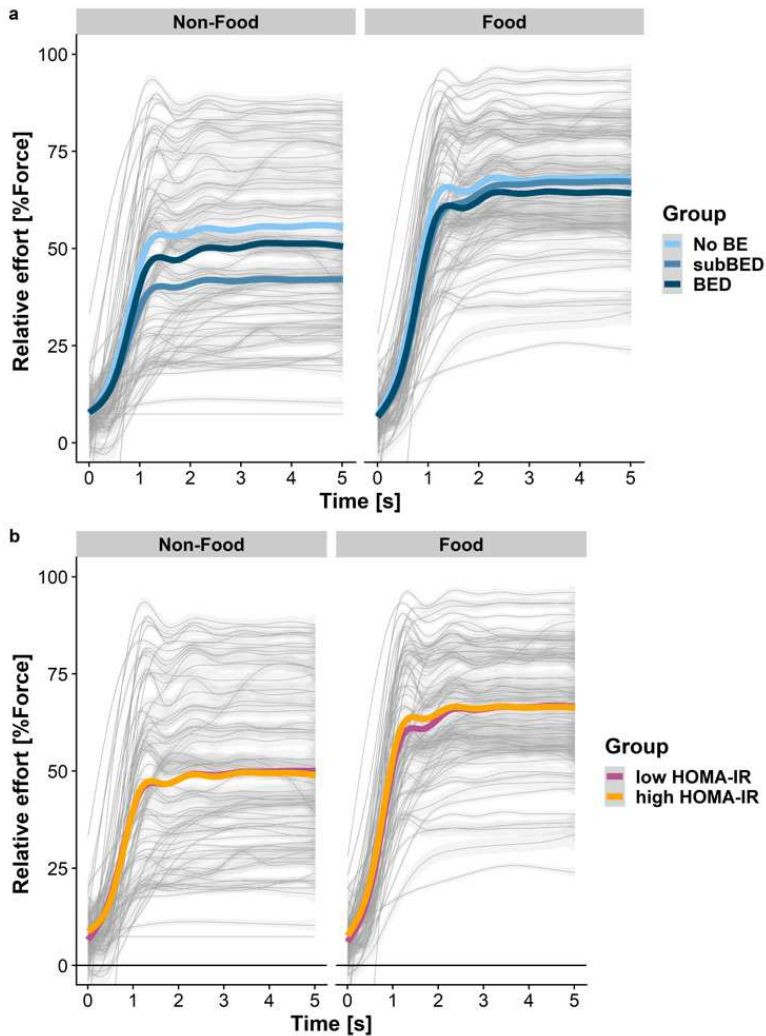 a
Non-Food
Food
Relative effort [%Force]
100
75
50
25
0
0 1 2 3 4 5
0 1 2 3 4 5
Time [s]
Group
No BE
subBED
BED
b
Non-Food
Food
Relative effort [%Force]
100
75
50
25
0
0 1 2 3 4 5
0 1 2 3 4 5
Time [s]
Group
low HOMA-IR
high HOMA-IR